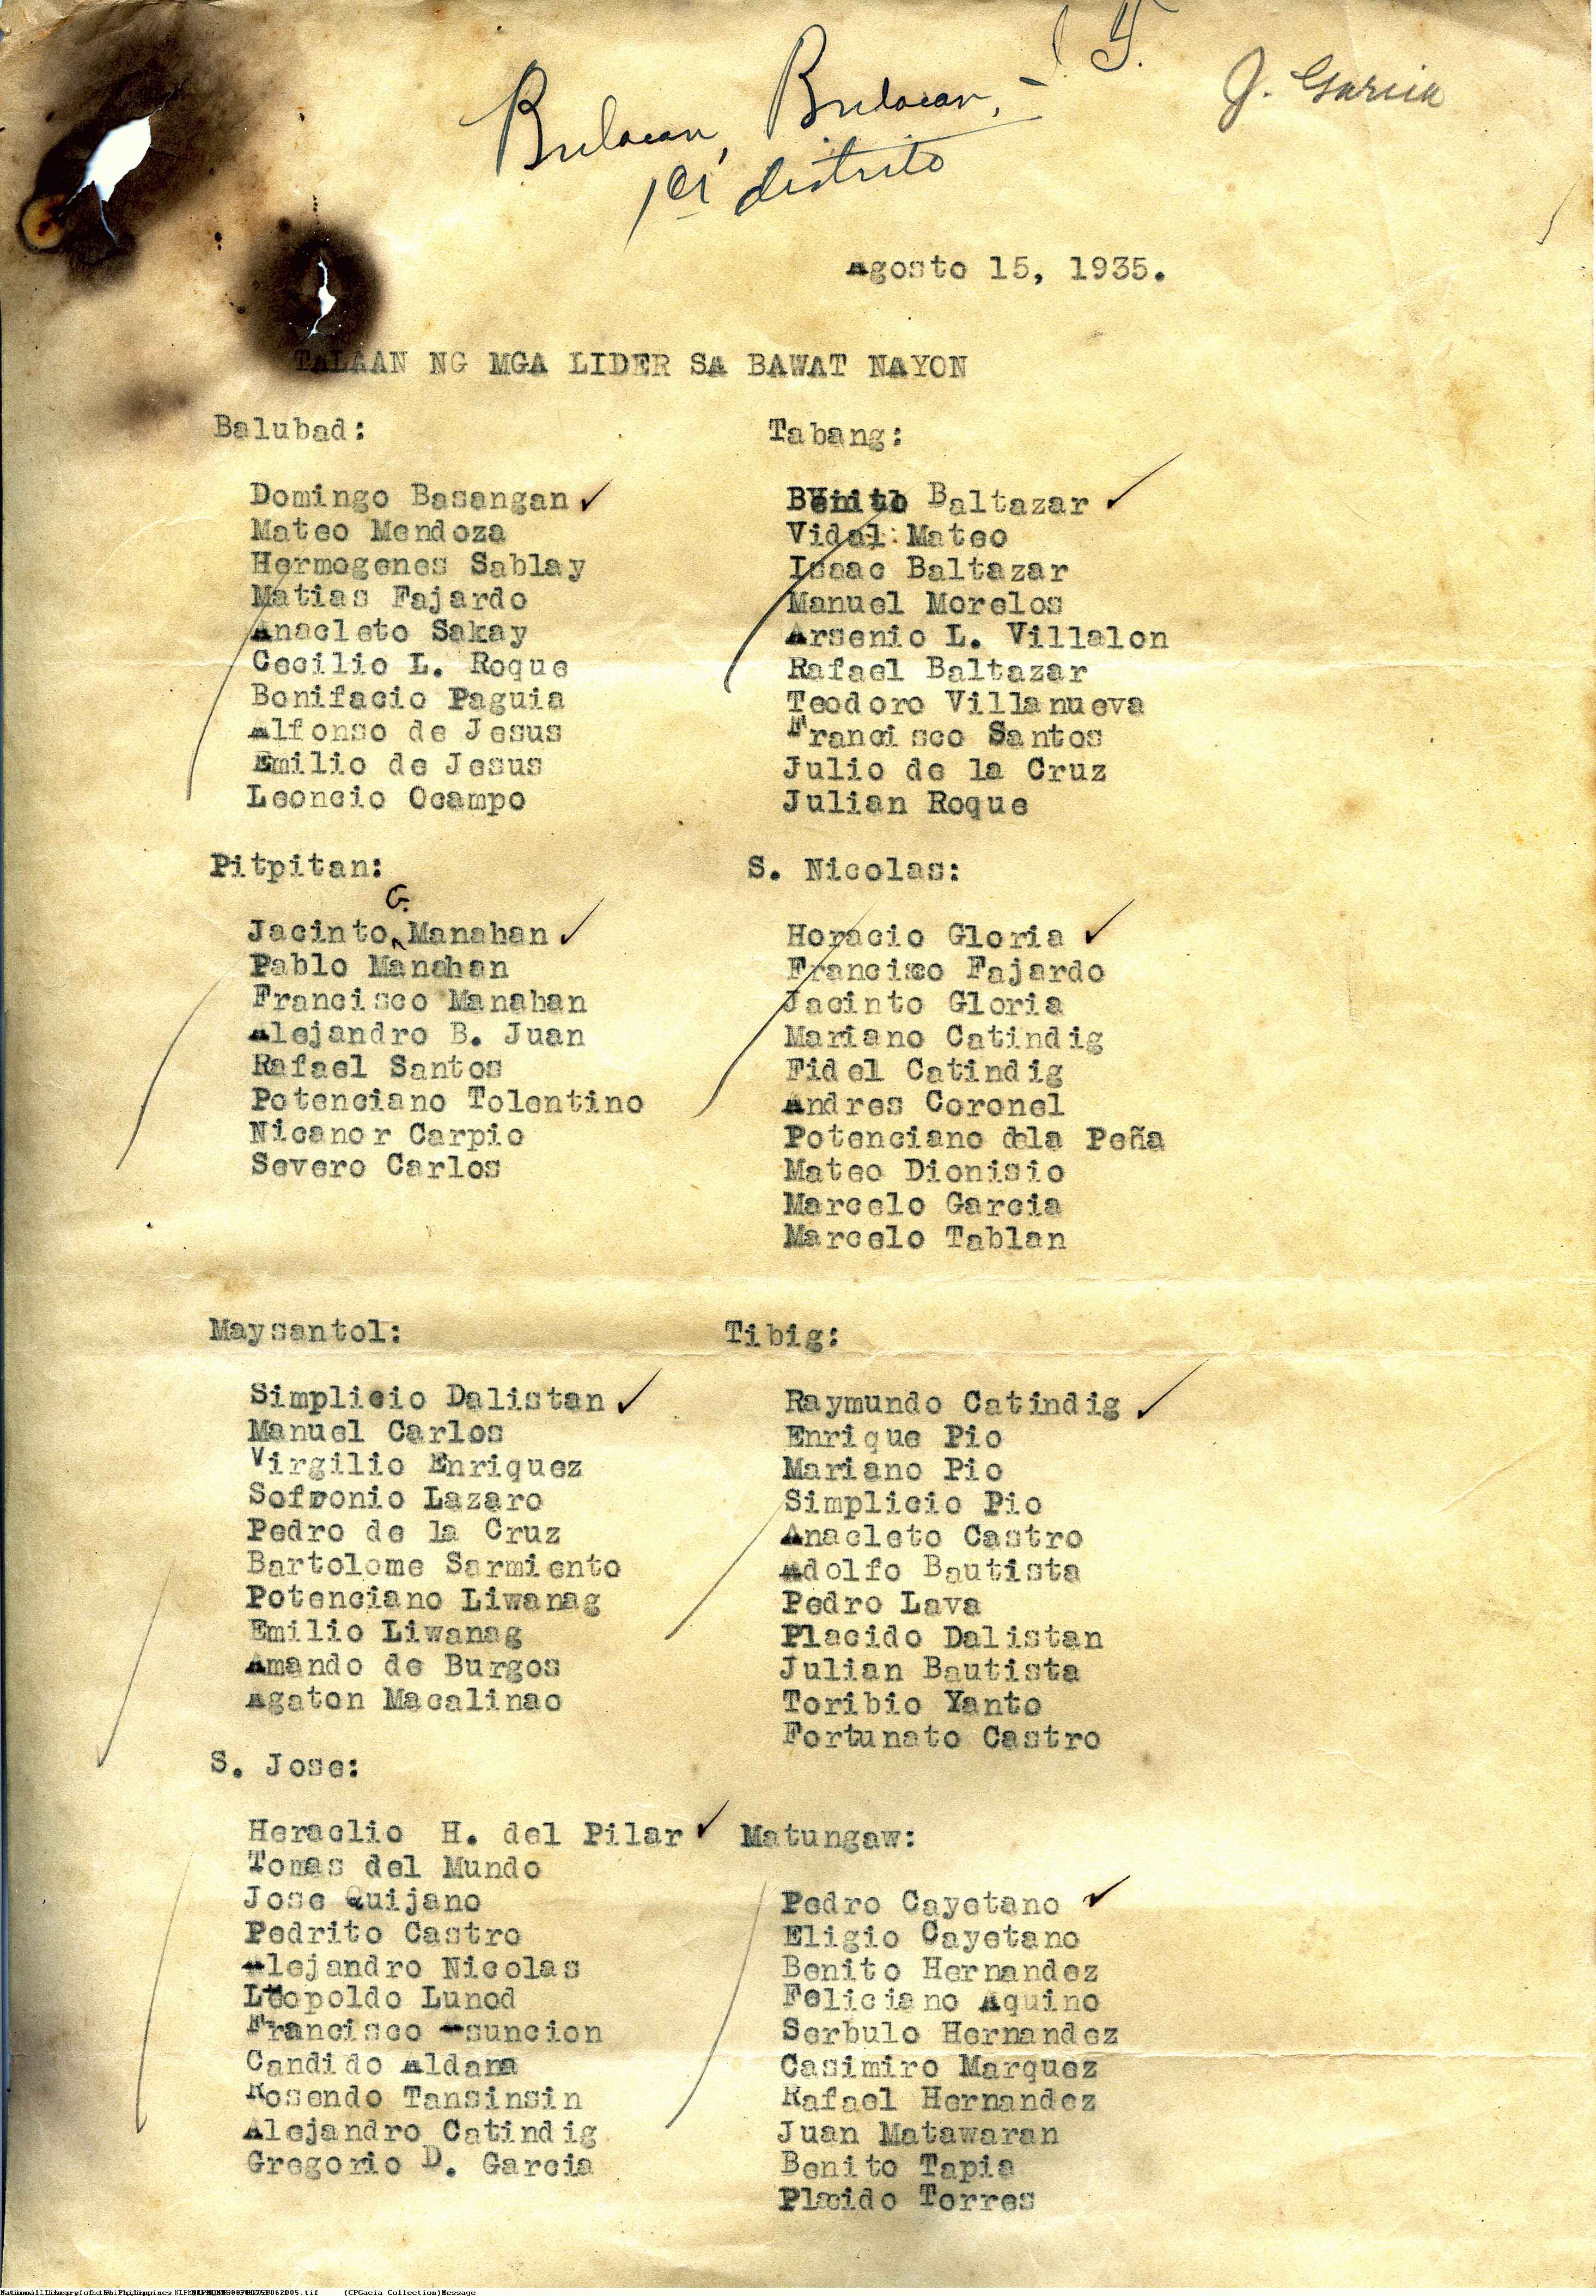 Bulacan, Bulacan, -
1er distrito
J. Garcia
Agosto 15, 1935.
TALAAN NG MGA LIDER SA BAWAT NAYON
Balubad:
Domingo Basangan ✓
Mateo Mendoza
Hermogenes Sablay
Matias Fajardo
Anacleto Sakay
Cecilio L. Roque
Bonifacio Paguia
Alfonso de Jesus
Emilio de Jesus
Leoncio Ocampo
Tabang:
Benito Baltazar ✓
Vidal Mateo
Isaac Baltazar
Manuel Morelos
Arsenio L. Villalon
Rafael Baltazar
Teodoro Villanueva
Francisco Santos
Julio de la Cruz
Julian Roque
Pitpitan:
Jacinto G. Manahan ✓
Pablo Manahan
Francisco Manahan
Alejandro B. Juan
Rafael Santos
Potenciano Tolentino
Nicanor Carpio
Severo Carlos
S. Nicolas:
Horacio Gloria ✓
Francisco Fajardo
Jacinto Gloria
Mariano Catindig
Fidel Catindig
Andres Coronel
Potenciano dela Peña
Mateo Dionisio
Marcelo Garcia
Marcelo Tablan
Maysantol:
Simplicio Dalistan ✓
Manuel Carlos
Virgilio Enriquez
Sofronio Lazaro
Pedro de la Cruz
Bartolome Sarmiento
Potenciano Liwanag
Emilio Liwanag
Amando de Burgos
Agaton Macalinao
Tibig:
Raymundo Catindig ✓
Enrique Pio
Mariano Pio
Simplicio Pio
Anacleto Castro
Adolfo Bautista
Pedro Lava
Placido Dalistan
Julian Bautista
Toribio Yanto
Fortunato Castro
S. Jose:
Heraclio H. del Pilar ✓
Tomas del Mundo
Jose Quijano
Pedrito Castro
Alejandro Nicolas
Leopoldo Lunod
Francisco Asuncion
Candido Aldama
Rosendo Tansinsin
Alejandro Catindig
Gregorio D. Garcia
Matungaw:
Pedro Cayetano ✓
Eligio Cayetano
Benito Hernandez
Feliciano Aquino
Serbulo Hernandez
Casimiro Marquez
Rafael Hernandez
Juan Matawaran
Benito Tapia
Placido Torres
National Library of the Philippines (CPGacia Collection)Message